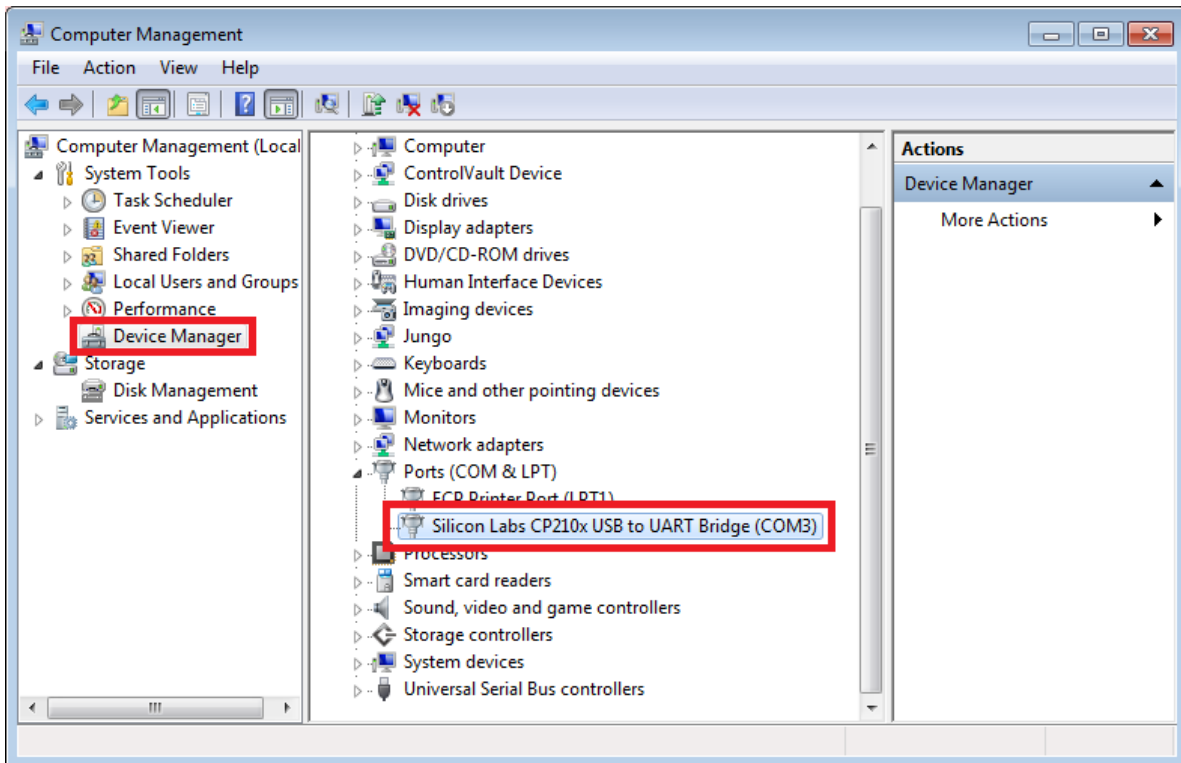 Computer Management
File Action View Help
Computer Management (Local
System Tools
Task Scheduler
Event Viewer
Shared Folders
Local Users and Groups
Performance
Device Manager
Storage
Disk Management
Services and Applications
Computer
ControlVault Device
Disk drives
Display adapters
DVD/CD-ROM drives
Human Interface Devices
Imaging devices
Jungo
Keyboards
Mice and other pointing devices
Monitors
Network adapters
Ports (COM & LPT)
ECP Printer Port (LPT1)
Silicon Labs CP210x USB to UART Bridge (COM3)
Processors
Smart card readers
Sound, video and game controllers
Storage controllers
System devices
Universal Serial Bus controllers
Actions
Device Manager
More Actions